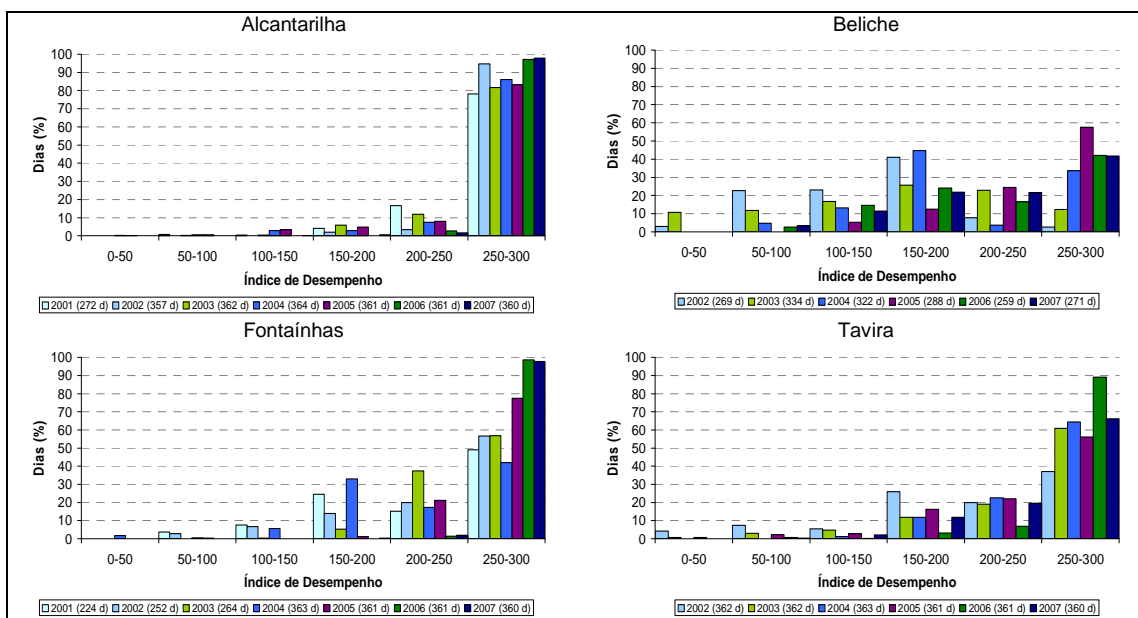 Alcantarilha
100
90
80
70
60
50
40
30
20
10
0
Dias (%)
0-50 50-100 100-150 150-200 200-250 250-300
Índice de Desempenho
2001 (272 d) 2002 (357 d) 2003 (362 d) 2004 (364 d) 2005 (361 d) 2006 (361 d) 2007 (360 d)
Beliche
100
90
80
70
60
50
40
30
20
10
0
Dias (%)
0-50 50-100 100-150 150-200 200-250 250-300
Índice de Desempenho
2002 (269 d) 2003 (334 d) 2004 (322 d) 2005 (288 d) 2006 (259 d) 2007 (271 d)
Fontaínhas
100
90
80
70
60
50
40
30
20
10
0
Dias (%)
0-50 50-100 100-150 150-200 200-250 250-300
Índice de Desempenho
2001 (224 d) 2002 (252 d) 2003 (264 d) 2004 (363 d) 2005 (361 d) 2006 (361 d) 2007 (360 d)
Tavira
100
90
80
70
60
50
40
30
20
10
0
Dias (%)
0-50 50-100 100-150 150-200 200-250 250-300
Índice de Desempenho
2002 (362 d) 2003 (362 d) 2004 (363 d) 2005 (361 d) 2006 (361 d) 2007 (360 d)